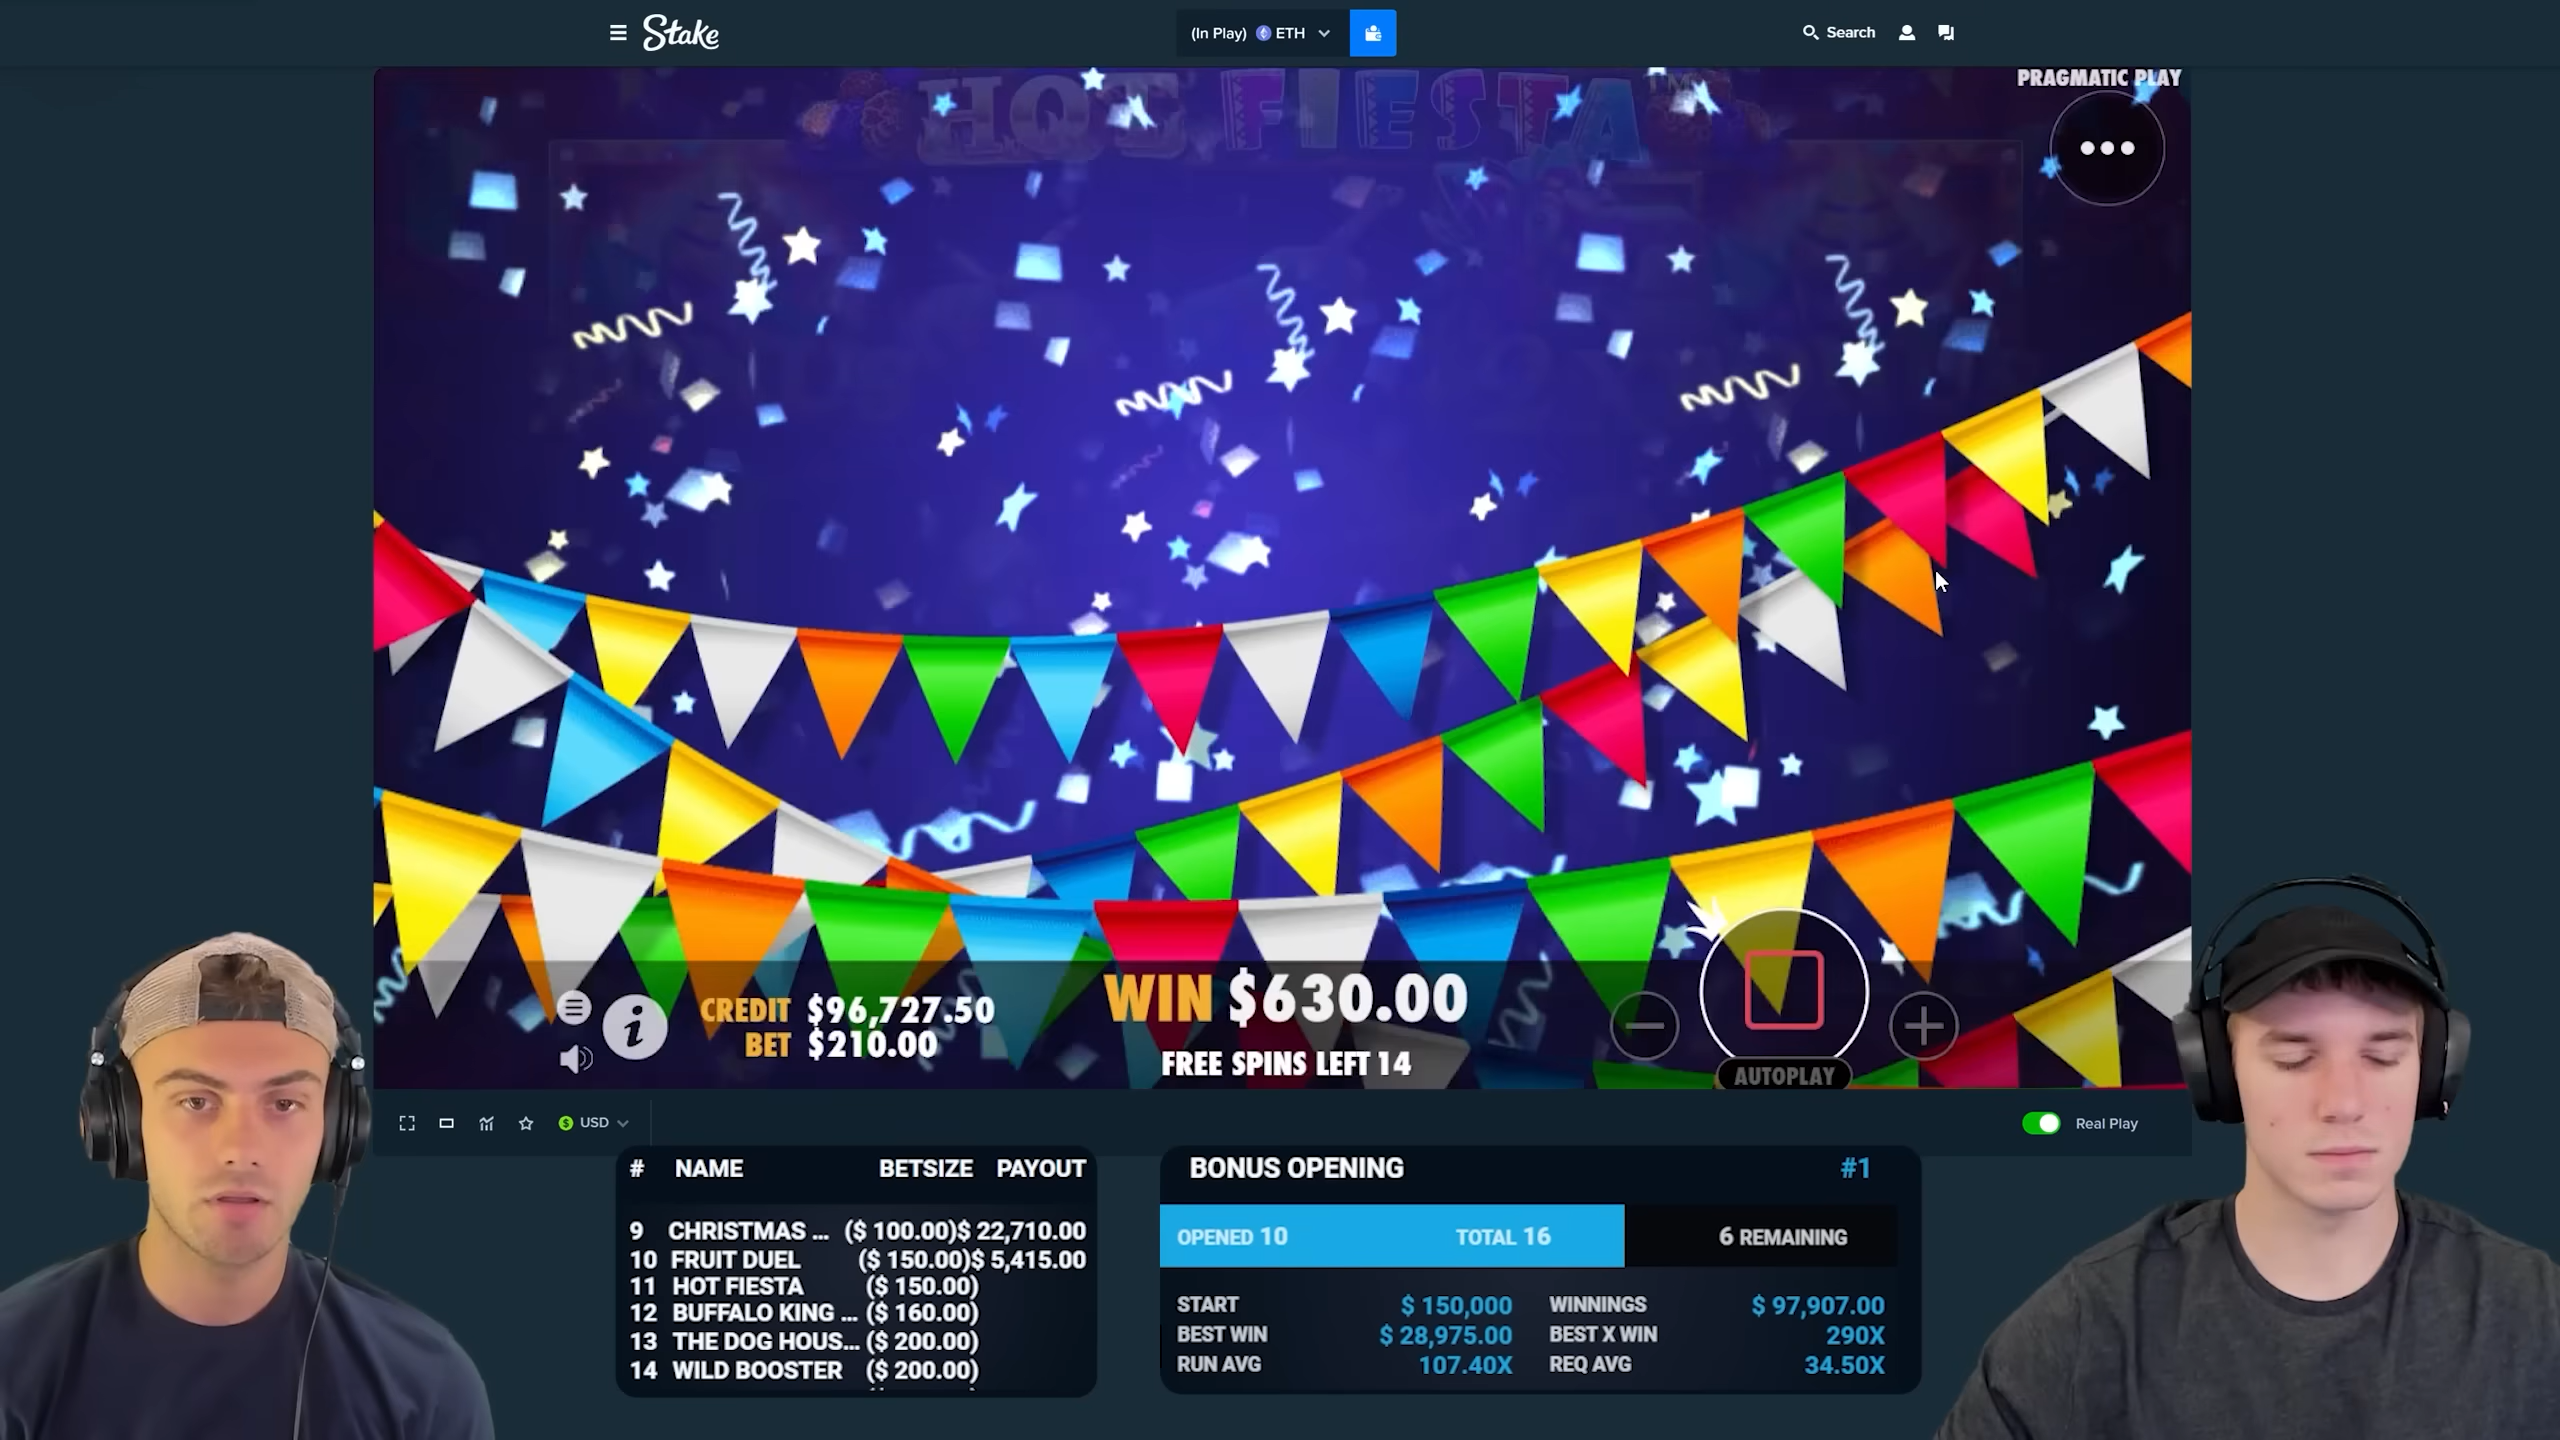 Stake
(In Play) ETH
Search
HOT FIESTA™
PRAGMATIC PLAY
CREDIT $96,727.50
BET $210.00
WIN $630.00
FREE SPINS LEFT 14
AUTOPLAY
USD
Real Play
# NAME BETSIZE PAYOUT
9 CHRISTMAS ... ($ 100.00)$ 22,710.00
10 FRUIT DUEL ($ 150.00)$ 5,415.00
11 HOT FIESTA ($ 150.00)
12 BUFFALO KING ... ($ 160.00)
13 THE DOG HOUS... ($ 200.00)
14 WILD BOOSTER ($ 200.00)
BONUS OPENING #1
OPENED 10 TOTAL 16 6 REMAINING
START $ 150,000 WINNINGS $ 97,907.00
BEST WIN $ 28,975.00 BEST X WIN 290X
RUN AVG 107.40X REQ AVG 34.50X